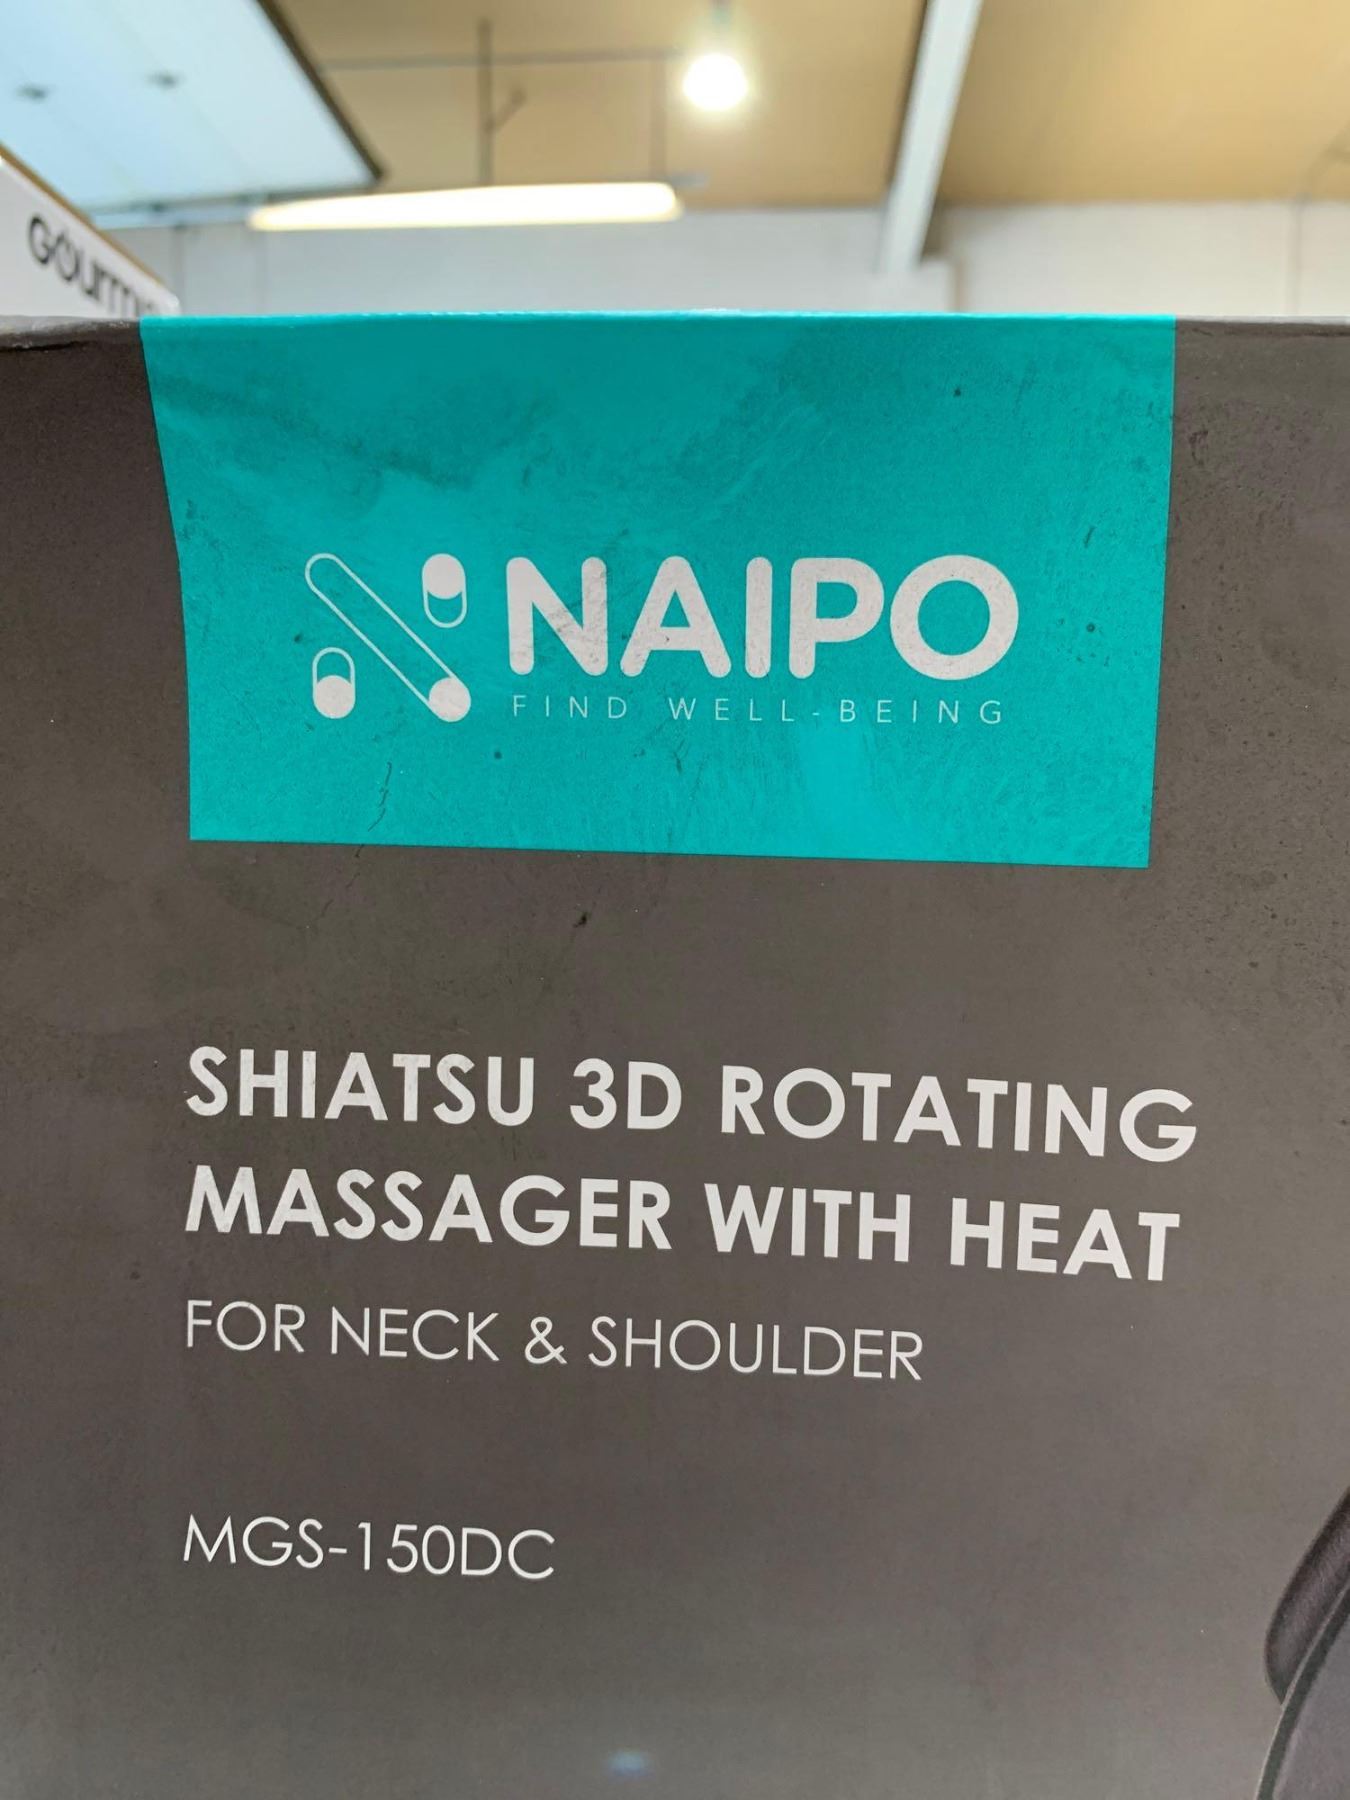 NAIPO
FIND WELL-BEING
SHIATSU 3D ROTATING
MASSAGER WITH HEAT
FOR NECK & SHOULDER
MGS-150DC